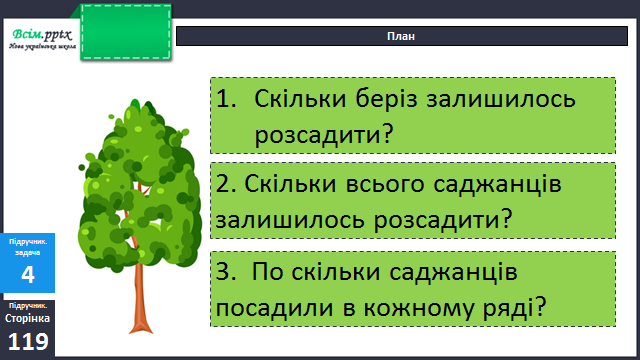 Всім.pptx
Нова українська школа
План
1. Скільки беріз залишилось
розсадити?
2. Скільки всього саджанців
залишилось розсадити?
3. По скільки саджанців
посадили в кожному ряді?
Підручник.
задача
4
Підручник.
Сторінка
119